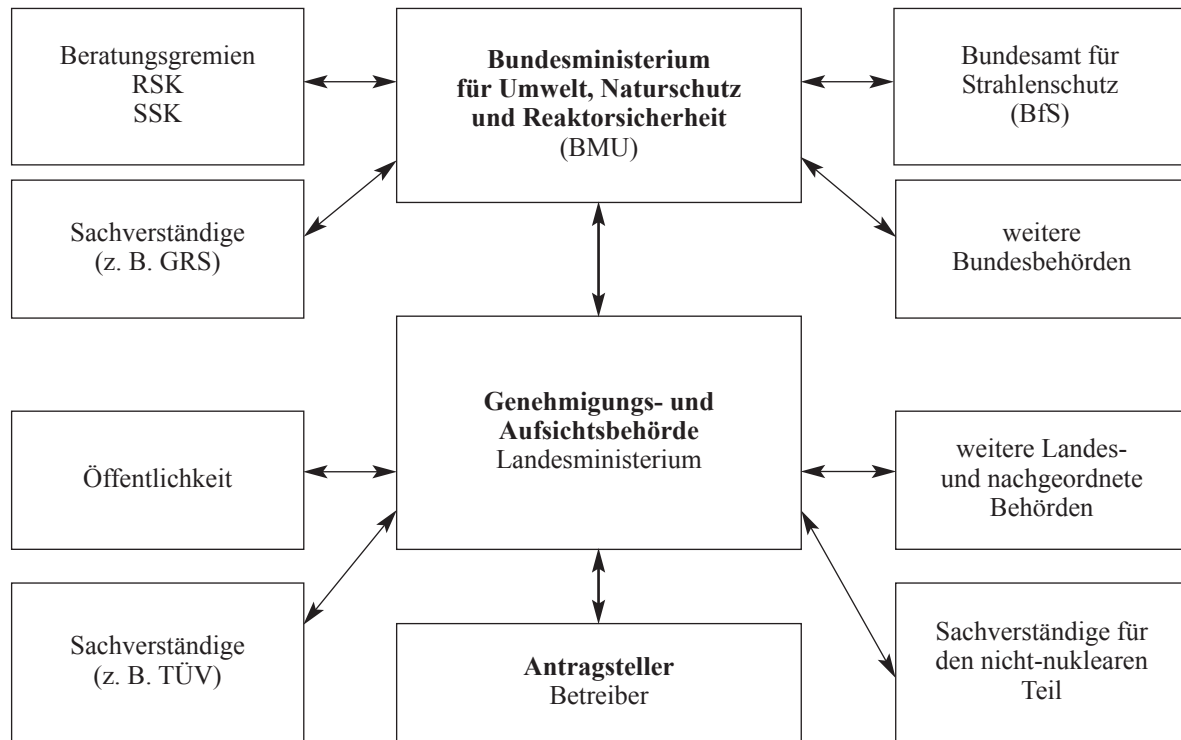 Beratungsgremien
RSK
SSK
Bundesministerium
für Umwelt, Naturschutz
und Reaktorsicherheit
(BMU)
Bundesamt für
Strahlenschutz
(BfS)
Sachverständige
(z. B. GRS)
weitere
Bundesbehörden
Genehmigungs- und
Aufsichtsbehörde
Landesministerium
Öffentlichkeit
weitere Landes-
und nachgeordnete
Behörden
Sachverständige
(z. B. TÜV)
Antragsteller
Betreiber
Sachverständige für
den nicht-nuklearen
Teil